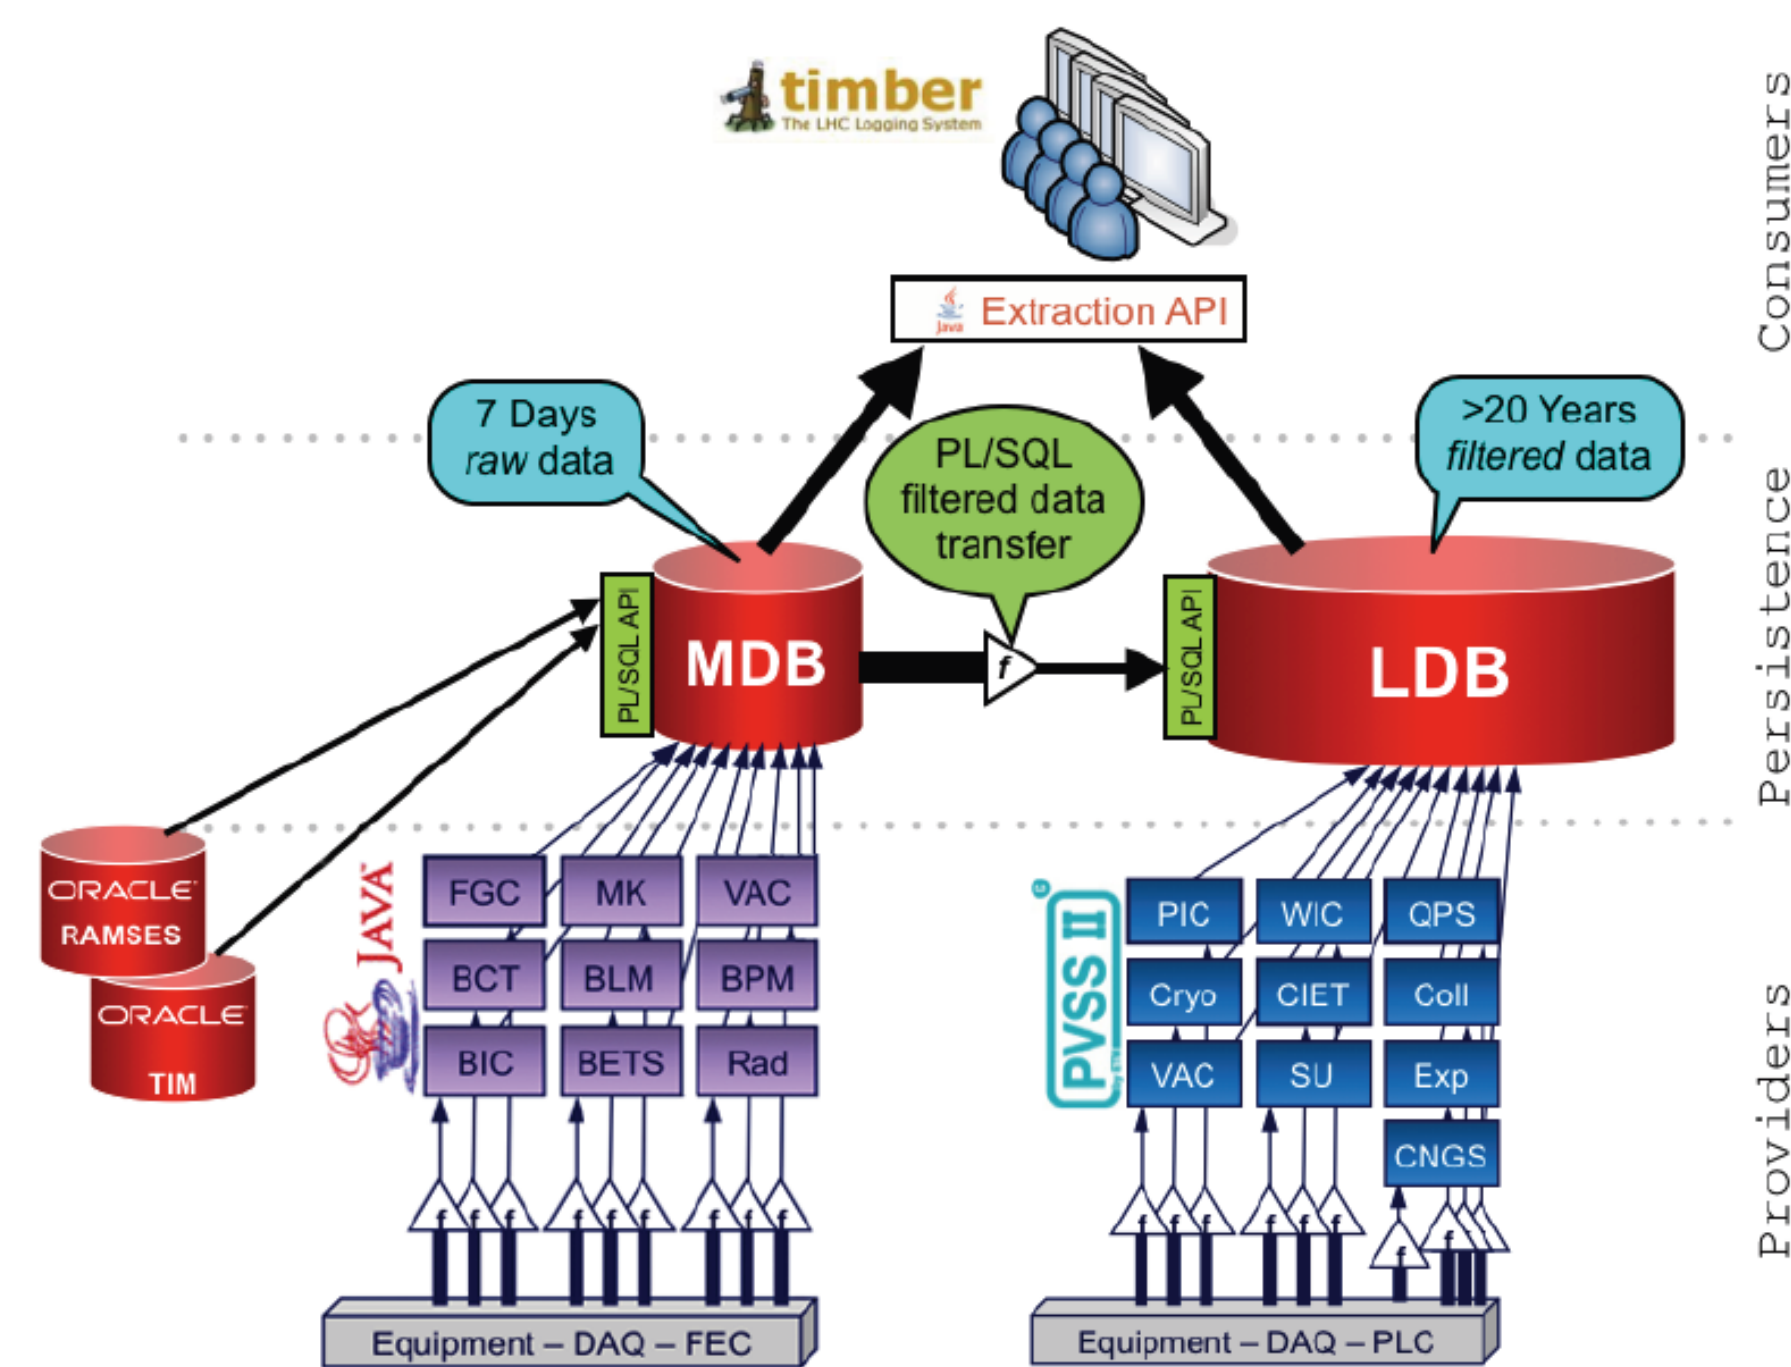 timber
The LHC Logging System
Consumers
Java
Extraction API
7 Days
raw data
PL/SQL
filtered data
transfer
>20 Years
filtered data
Persistence
PL/SQL API
MDB
f
PL/SQL API
LDB
ORACLE
RAMSES
ORACLE
TIM
JAVA
FGC
MK
VAC
BCT
BLM
BPM
BIC
BETS
Rad
f f f
f f f
f f f
Equipment – DAQ – FEC
PVSS II
PIC
WIC
QPS
Cryo
CIET
Coll
VAC
SU
Exp
CNGS
f f f
f f f
f f
Equipment – DAQ – PLC
Providers